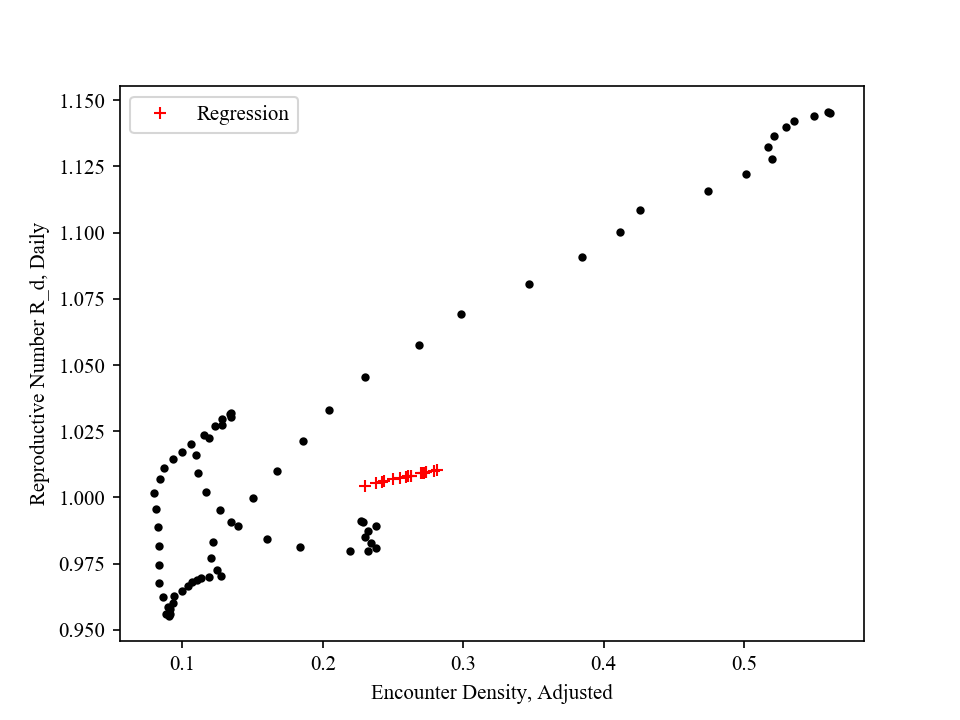 Regression
1.150
1.125
1.100
1.075
1.050
1.025
1.000
0.975
0.950
Reproductive Number R_d, Daily
0.1 0.2 0.3 0.4 0.5
Encounter Density, Adjusted